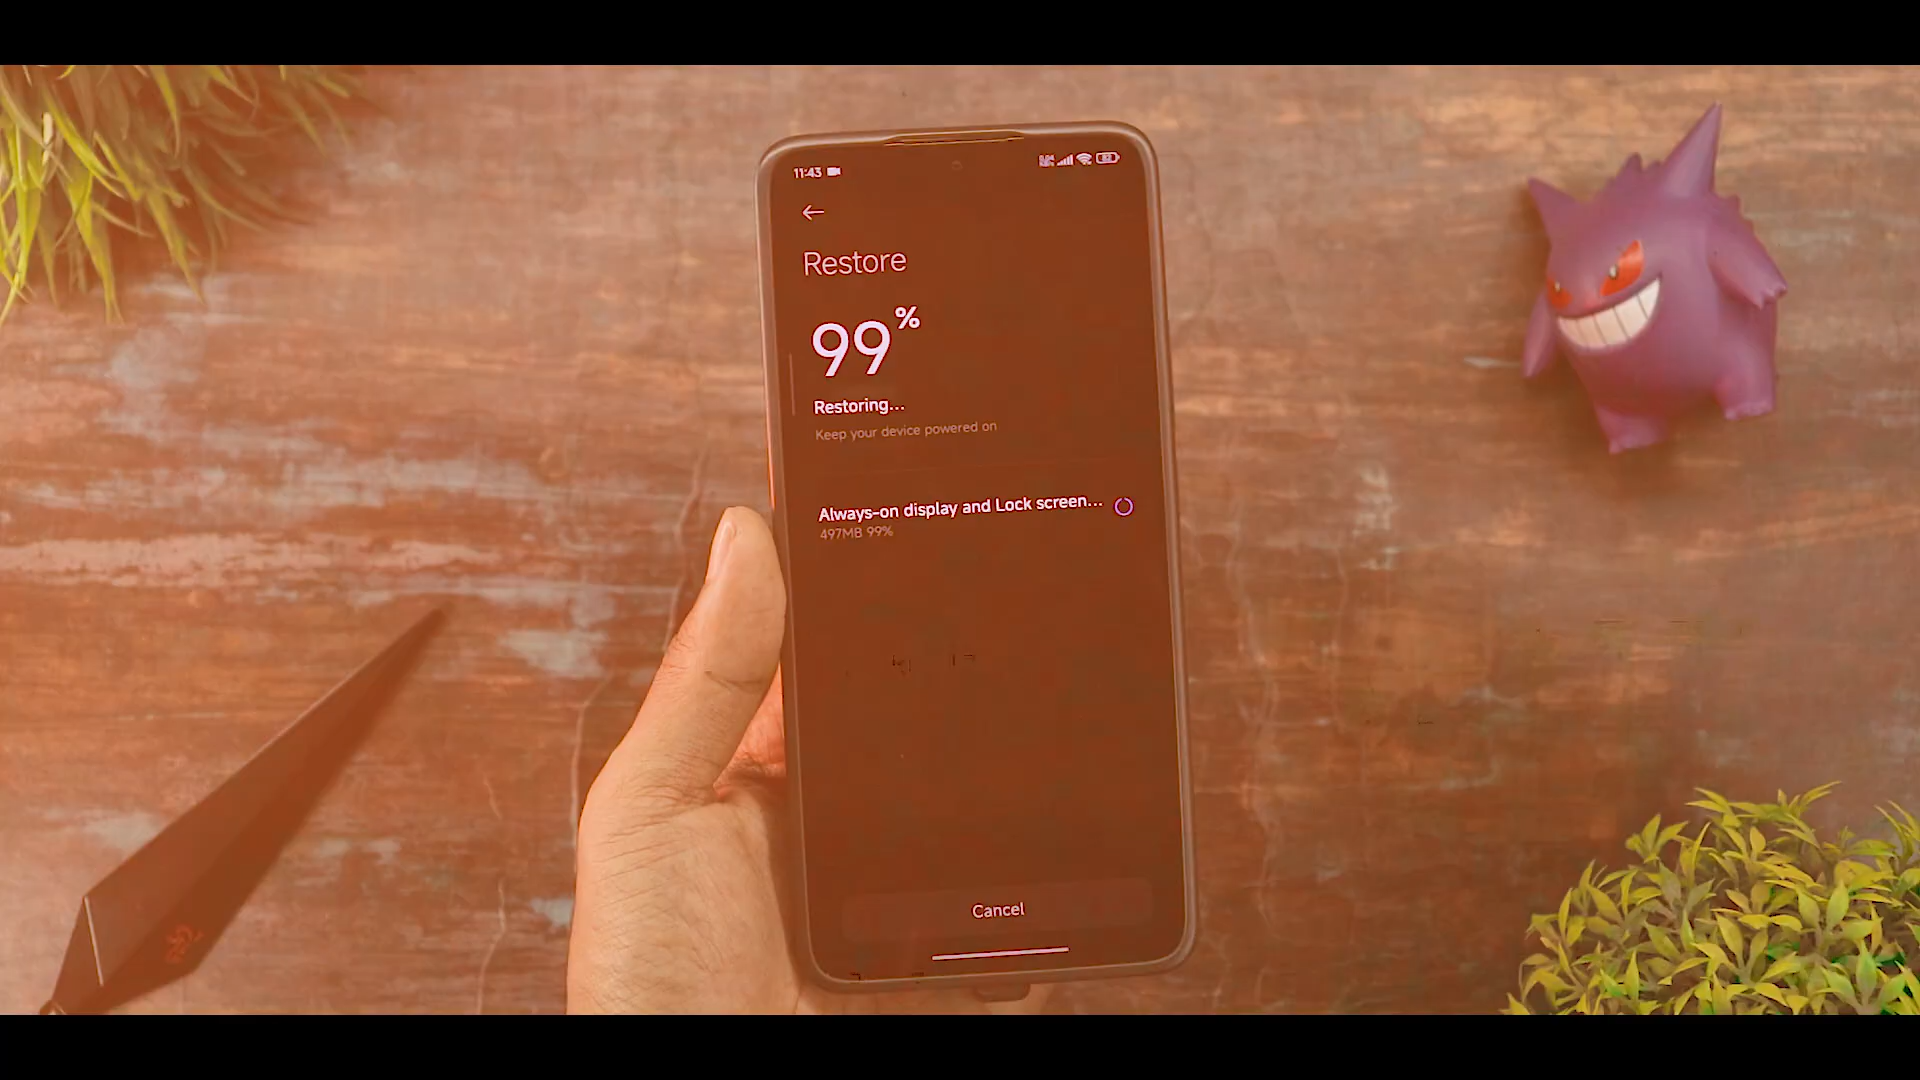 11:43
83
Restore
99%
Restoring...
Keep your device powered on
Always-on display and Lock screen...
497MB 99%
Cancel